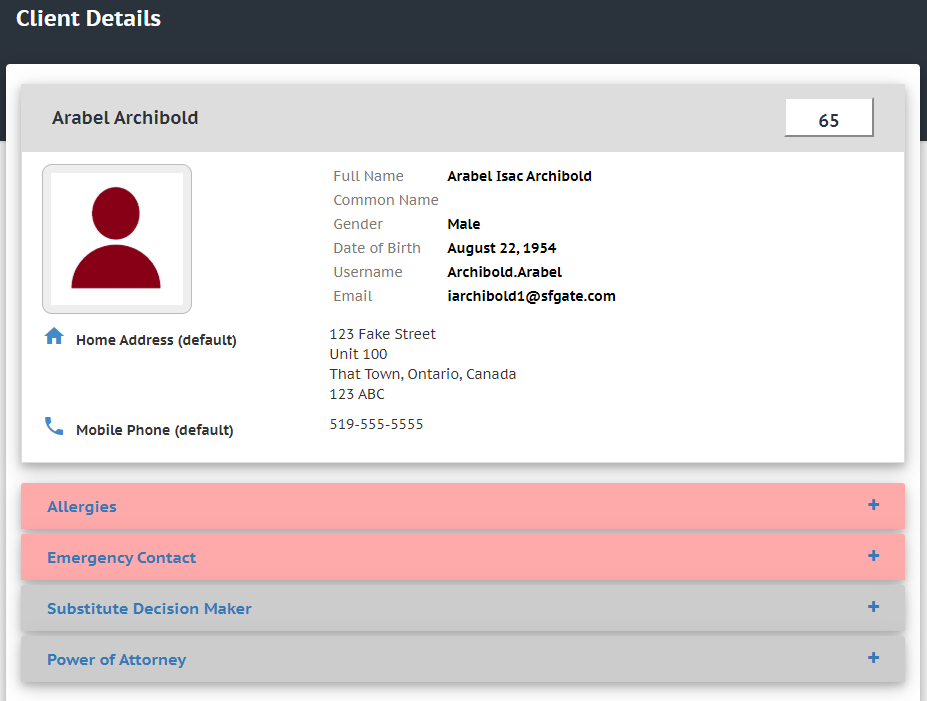 Client Details
Arabel Archibold
65
Full Name Arabel Isac Archibold
Common Name
Gender Male
Date of Birth August 22, 1954
Username Archibold.Arabel
Email iarchibold1@sfgate.com
Home Address (default) 123 Fake Street
Unit 100
That Town, Ontario, Canada
123 ABC
Mobile Phone (default) 519-555-5555
Allergies +
Emergency Contact +
Substitute Decision Maker +
Power of Attorney +